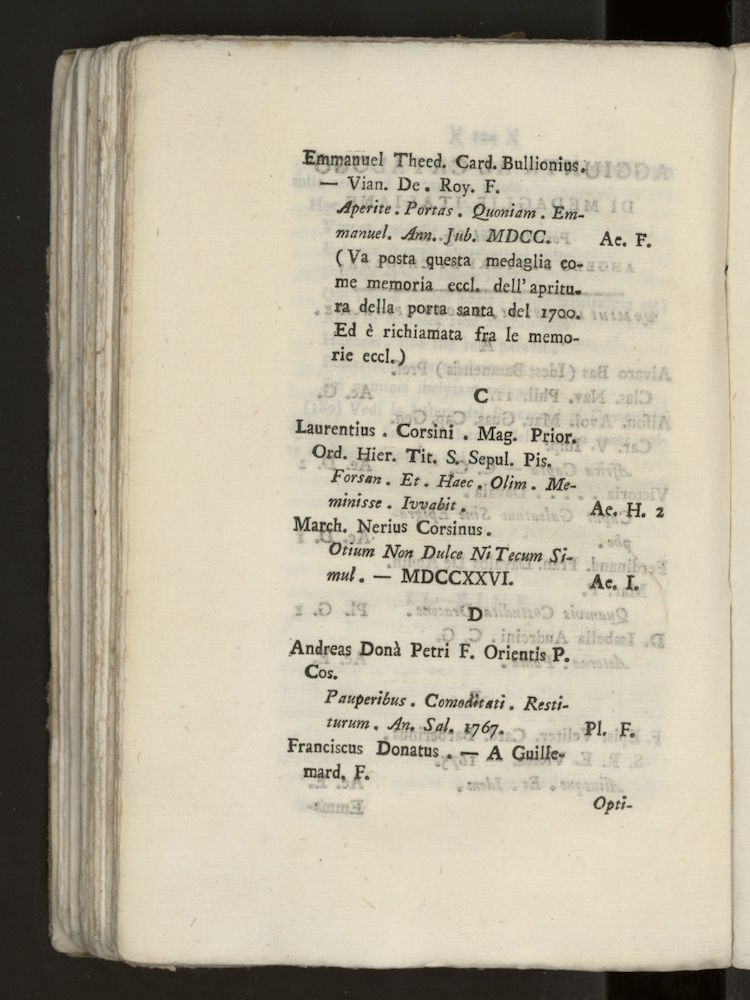 Emmanuel Theed. Card. Bullionius.
— Vian. De. Roy. F.
Aperite. Portas. Quoniam. Em-
manuel. Ann. Jub. MDCC. Ae. F.
(Va posta questa medaglia co-
me memoria eccl. dell'apritu-
ra della porta santa del 1700.
Ed è richiamata fra le memo-
rie eccl.)
C
Laurentius. Corsini. Mag. Prior.
Ord. Hier. Tit. S. Sepul. Pis.
Forsan. Et. Haec. Olim. Me-
minisse. Ivvabit. Ae. H. 2
March. Nerius Corsinus.
Otium Non Dulce Ni Tecum Si-
mul. — MDCCXXVI. Ae. I.
D
Andreas Donà Petri F. Orientis P.
Cos.
Pauperibus. Comoditati. Resti-
turum. An. Sal. 1767. Pl. F.
Franciscus Donatus. — A Guille-
mard. F.
Opti-